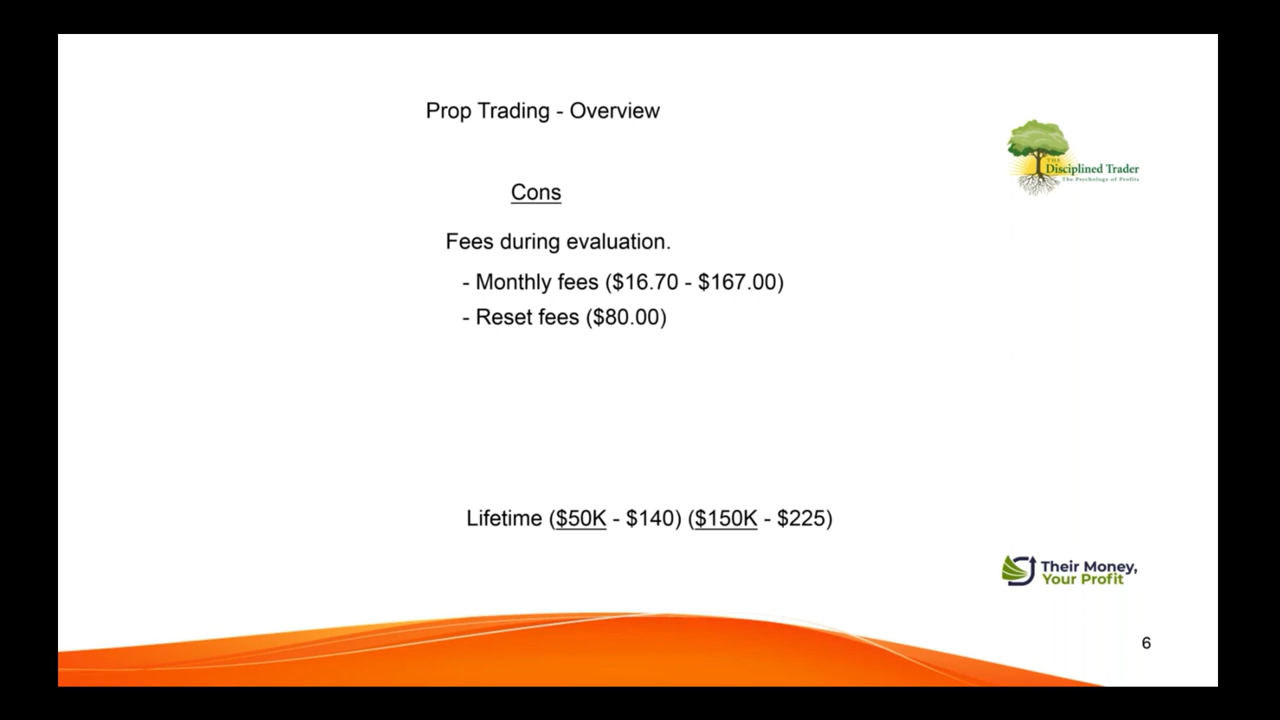 Prop Trading - Overview
THE
Disciplined Trader
The Psychology of Profits
Cons
Fees during evaluation.
- Monthly fees ($16.70 - $167.00)
- Reset fees ($80.00)
Lifetime ($50K - $140) ($150K - $225)
Their Money,
Your Profit
6